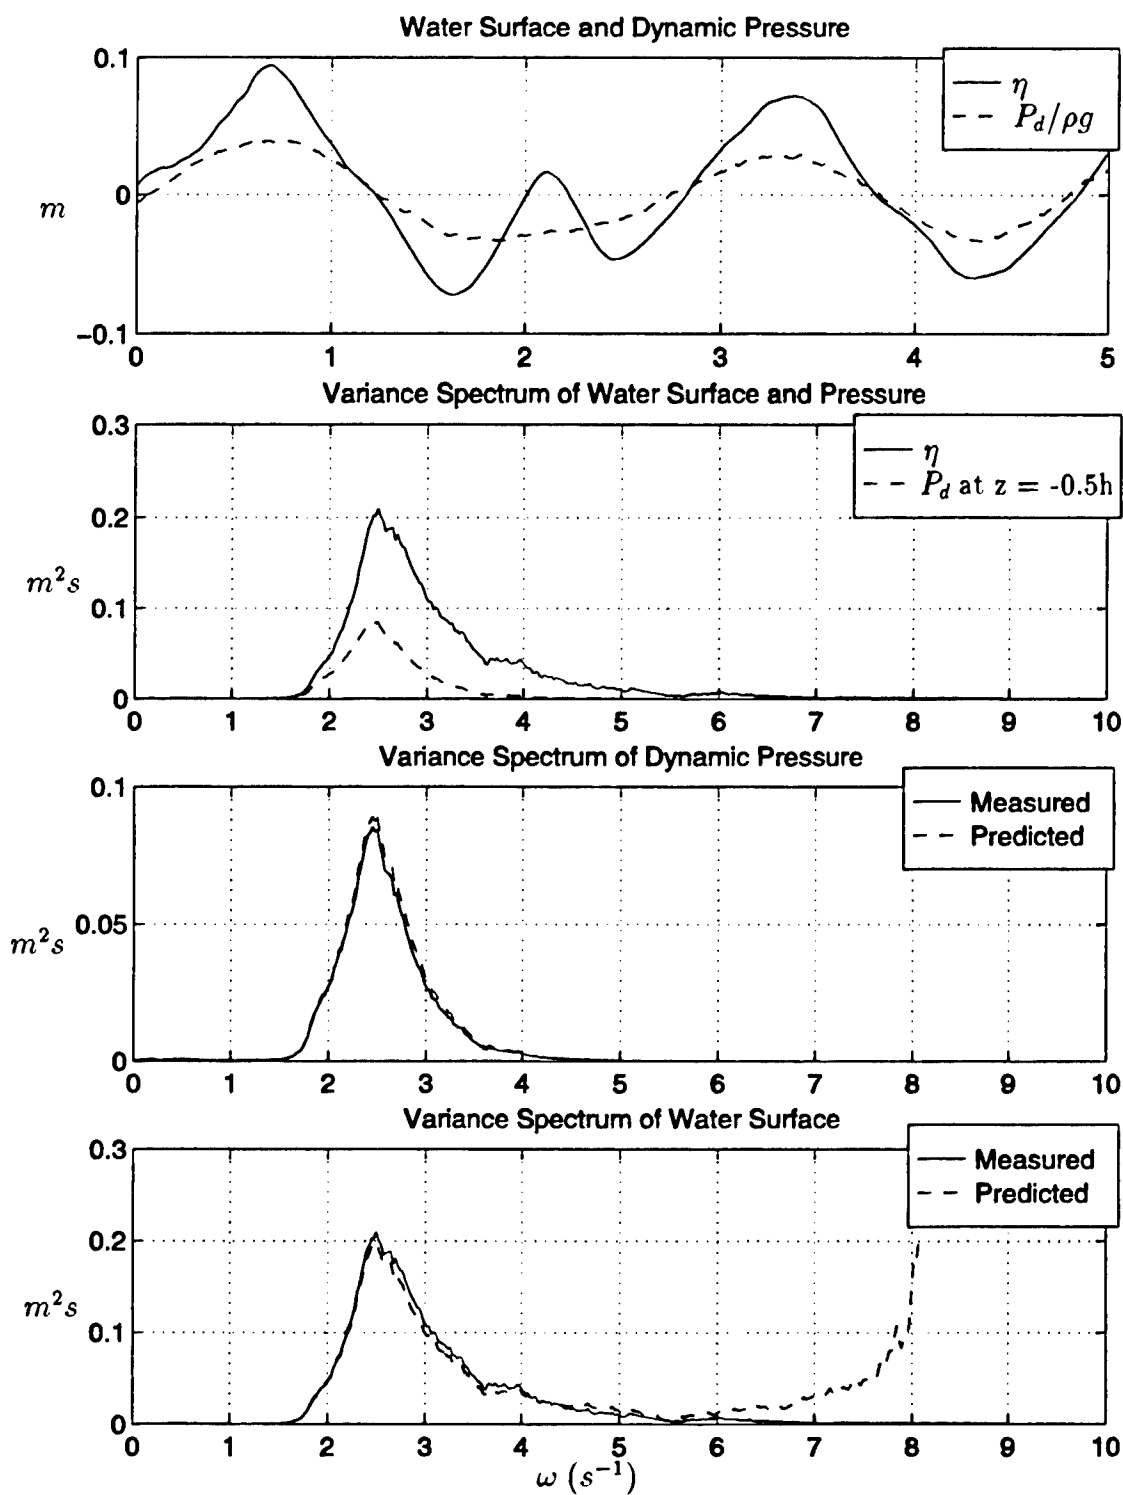 Water Surface and Dynamic Pressure
0.1
η
P_d/ρg
0
m
−0.1
0 1 2 3 4 5
Variance Spectrum of Water Surface and Pressure
0.3
η
P_d at z = -0.5h
0.2
m²s
0.1
0
0 1 2 3 4 5 6 7 8 9 10
Variance Spectrum of Dynamic Pressure
0.1
Measured
Predicted
m²s 0.05
0
0 1 2 3 4 5 6 7 8 9 10
Variance Spectrum of Water Surface
0.3
Measured
Predicted
0.2
m²s
0.1
0
0 1 2 3 4 5 6 7 8 9 10
ω (s⁻¹)